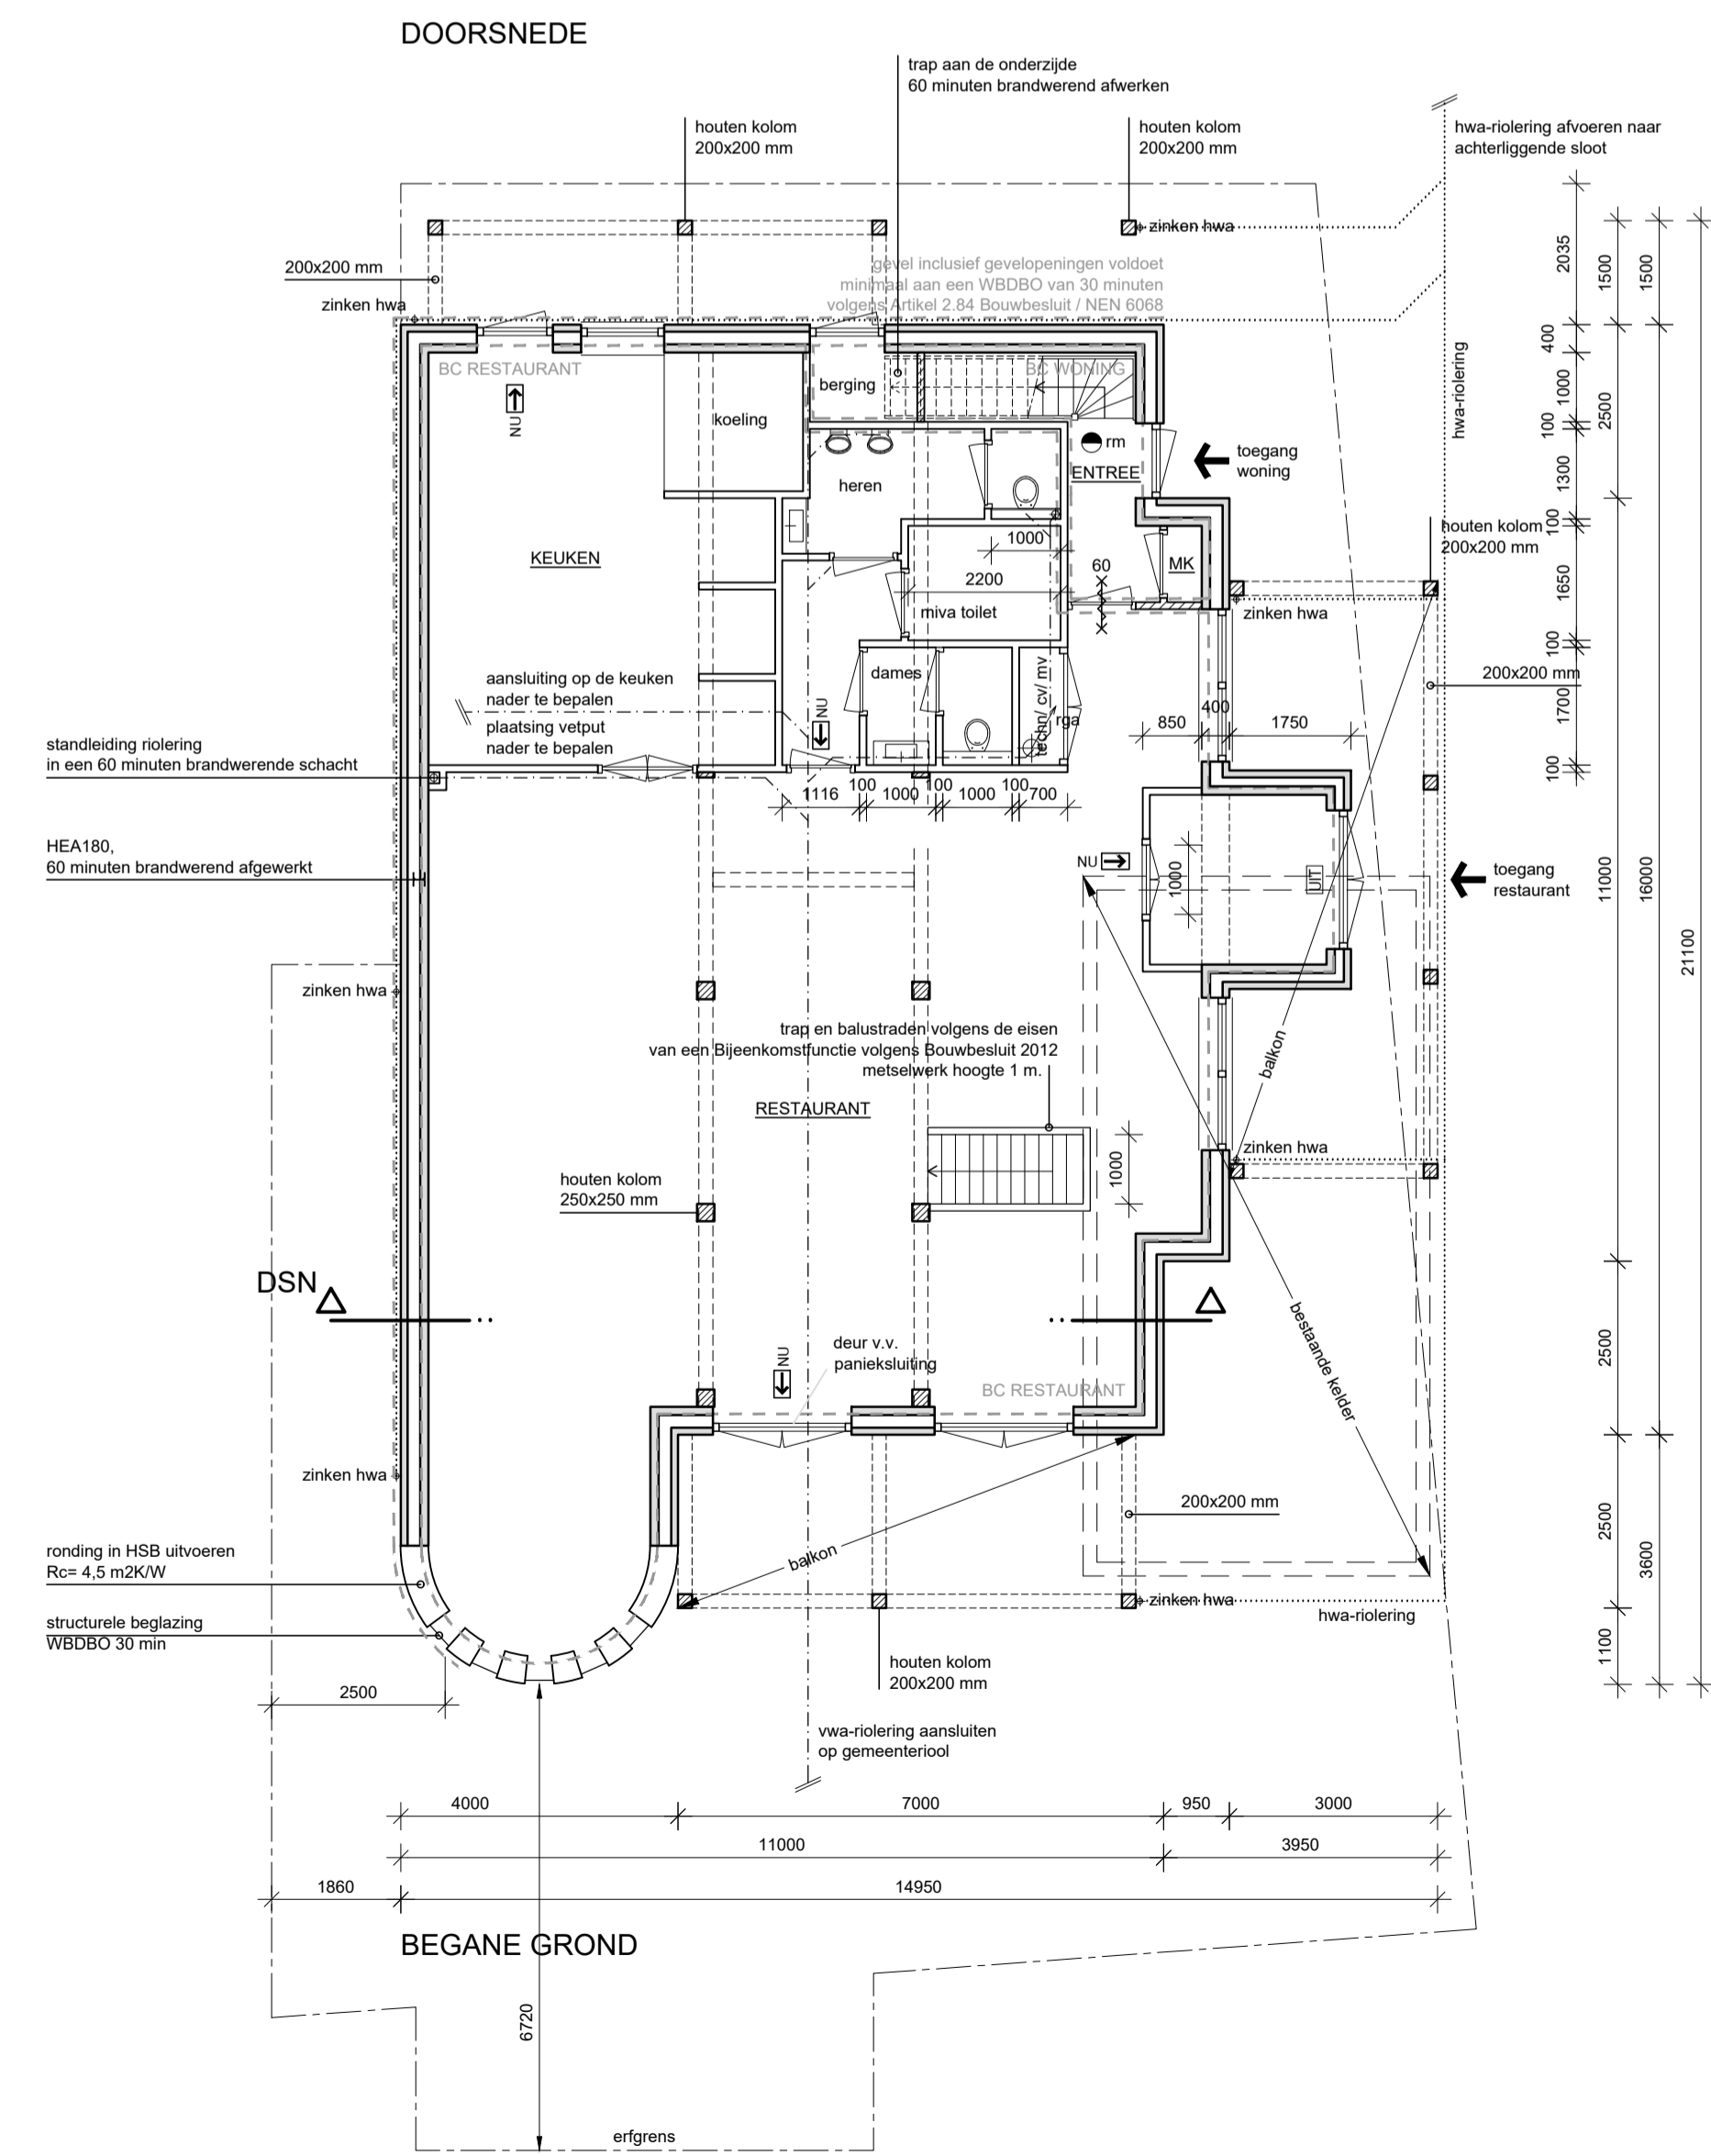 DOORSNEDE
trap aan de onderzijde
60 minuten brandwerend afwerken
houten kolom
200x200 mm
houten kolom
200x200 mm
hwa-riolering afvoeren naar
achterliggende sloot
zinken hwa
200x200 mm
zinken hwa
gevel inclusief gevelopeningen voldoet
minimaal aan een WBDBO van 30 minuten
volgens Artikel 2.84 Bouwbesluit / NEN 6068
2035
1500
1500
400
1000
2500
100
1300
100
1650
100
1700
100
11000
16000
21100
2500
2500
3600
1100
hwa-riolering
BC RESTAURANT
NU
koeling
berging
BC WONING
rm
ENTREE
toegang
woning
heren
KEUKEN
1000
2200
60
MK
miva toilet
houten kolom
200x200 mm
zinken hwa
200x200 mm
aansluiting op de keuken
nader te bepalen
plaatsing vetput
nader te bepalen
dames
NU
techn/ cv/ mv
rga
850
400
1750
standleiding riolering
in een 60 minuten brandwerende schacht
1116
100
1000
100
1000
100
700
HEA180,
60 minuten brandwerend afgewerkt
NU
1000
UIT
toegang
restaurant
zinken hwa
trap en balustraden volgens de eisen
van een Bijeenkomstfunctie volgens Bouwbesluit 2012
metselwerk hoogte 1 m.
balkon
RESTAURANT
1000
zinken hwa
houten kolom
250x250 mm
DSN
bestaande kelder
deur v.v.
panieksluiting
NU
BC RESTAURANT
zinken hwa
200x200 mm
balkon
ronding in HSB uitvoeren
Rc= 4,5 m2K/W
structurele beglazing
WBDBO 30 min
zinken hwa
hwa-riolering
houten kolom
200x200 mm
2500
vwa-riolering aansluiten
op gemeenteriool
4000
7000
950
3000
11000
3950
1860
14950
BEGANE GROND
6720
erfgrens